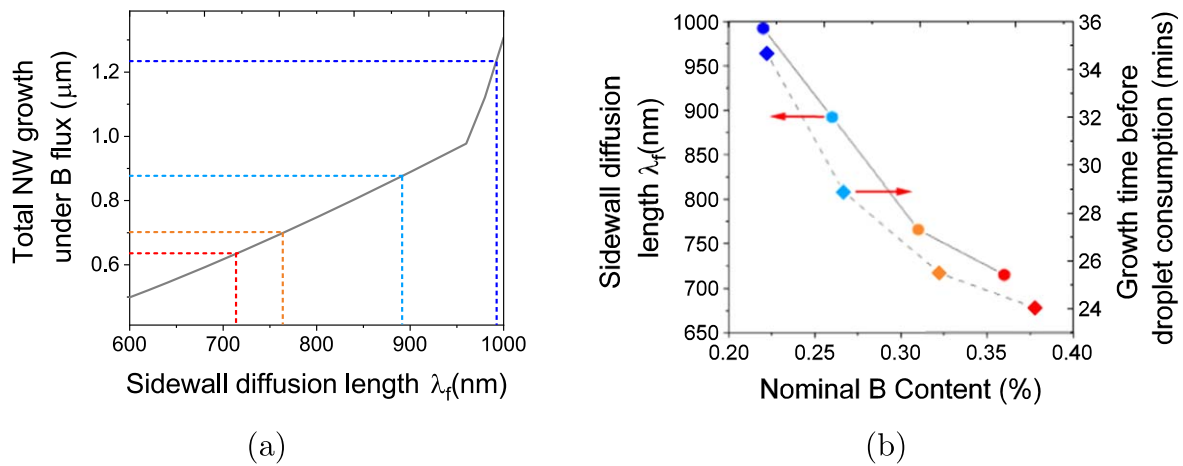 Total NW growth
under B flux (μm)
1.2
1.0
0.8
0.6
600
700
800
900
1000
Sidewall diffusion length λf(nm)
(a)
Sidewall diffusion
length λf(nm)
1000
950
900
850
800
750
700
650
0.20
0.25
0.30
0.35
0.40
Nominal B Content (%)
36
34
32
30
28
26
24
Growth time before
droplet consumption (mins)
(b)